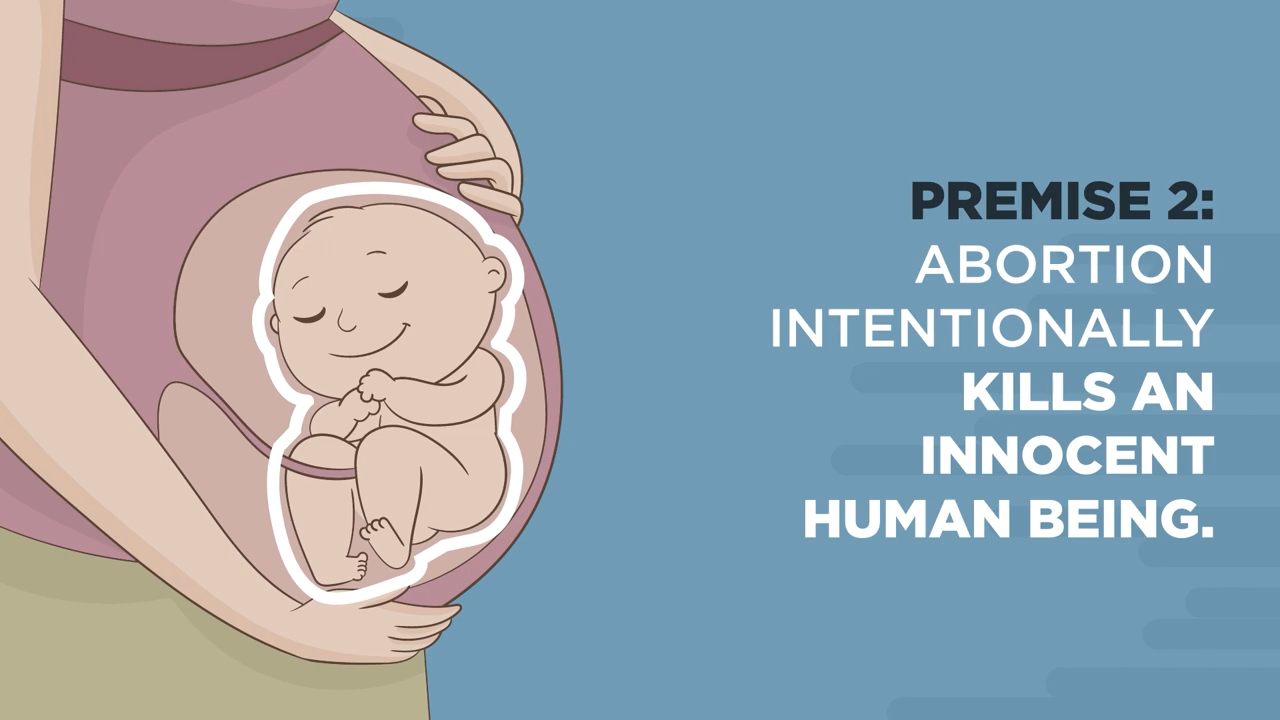 PREMISE 2:
ABORTION
INTENTIONALLY
KILLS AN
INNOCENT
HUMAN BEING.